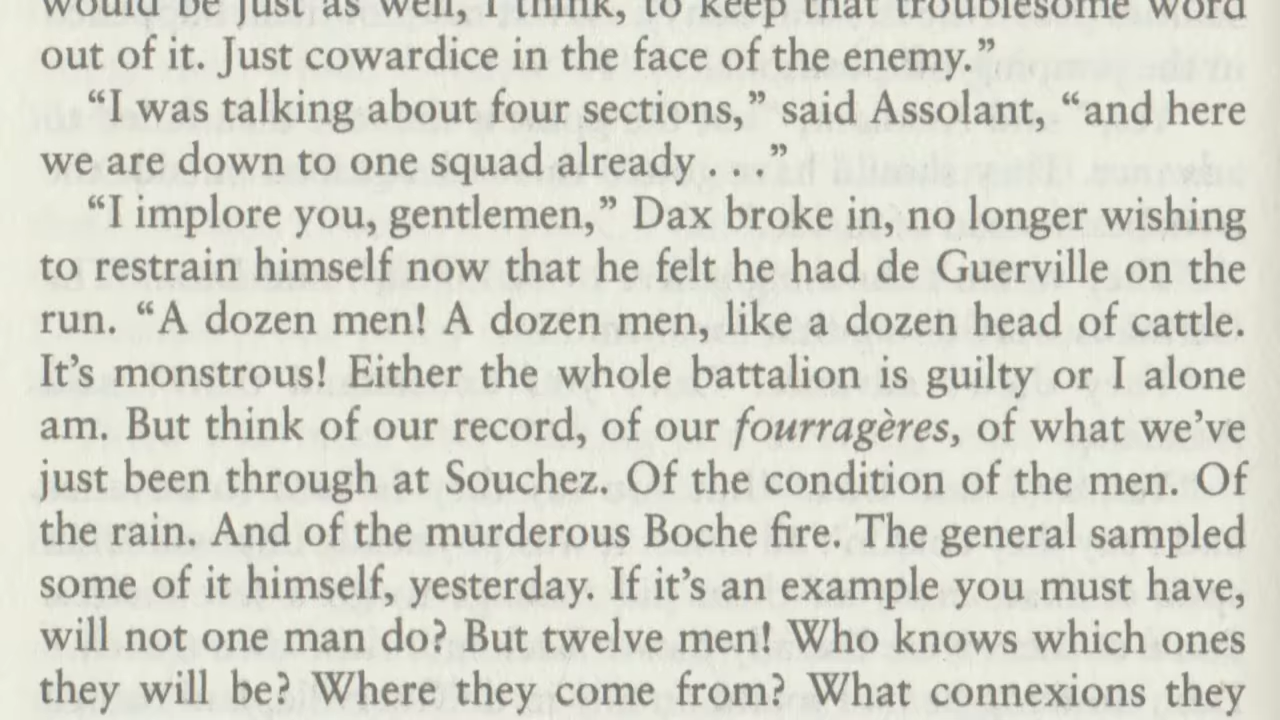 would be just as well, I think, to keep that troublesome word
out of it. Just cowardice in the face of the enemy.”
“I was talking about four sections,” said Assolant, “and here
we are down to one squad already . . .”
“I implore you, gentlemen,” Dax broke in, no longer wishing
to restrain himself now that he felt he had de Guerville on the
run. “A dozen men! A dozen men, like a dozen head of cattle.
It’s monstrous! Either the whole battalion is guilty or I alone
am. But think of our record, of our fourragères, of what we’ve
just been through at Souchez. Of the condition of the men. Of
the rain. And of the murderous Boche fire. The general sampled
some of it himself, yesterday. If it’s an example you must have,
will not one man do? But twelve men! Who knows which ones
they will be? Where they come from? What connexions they